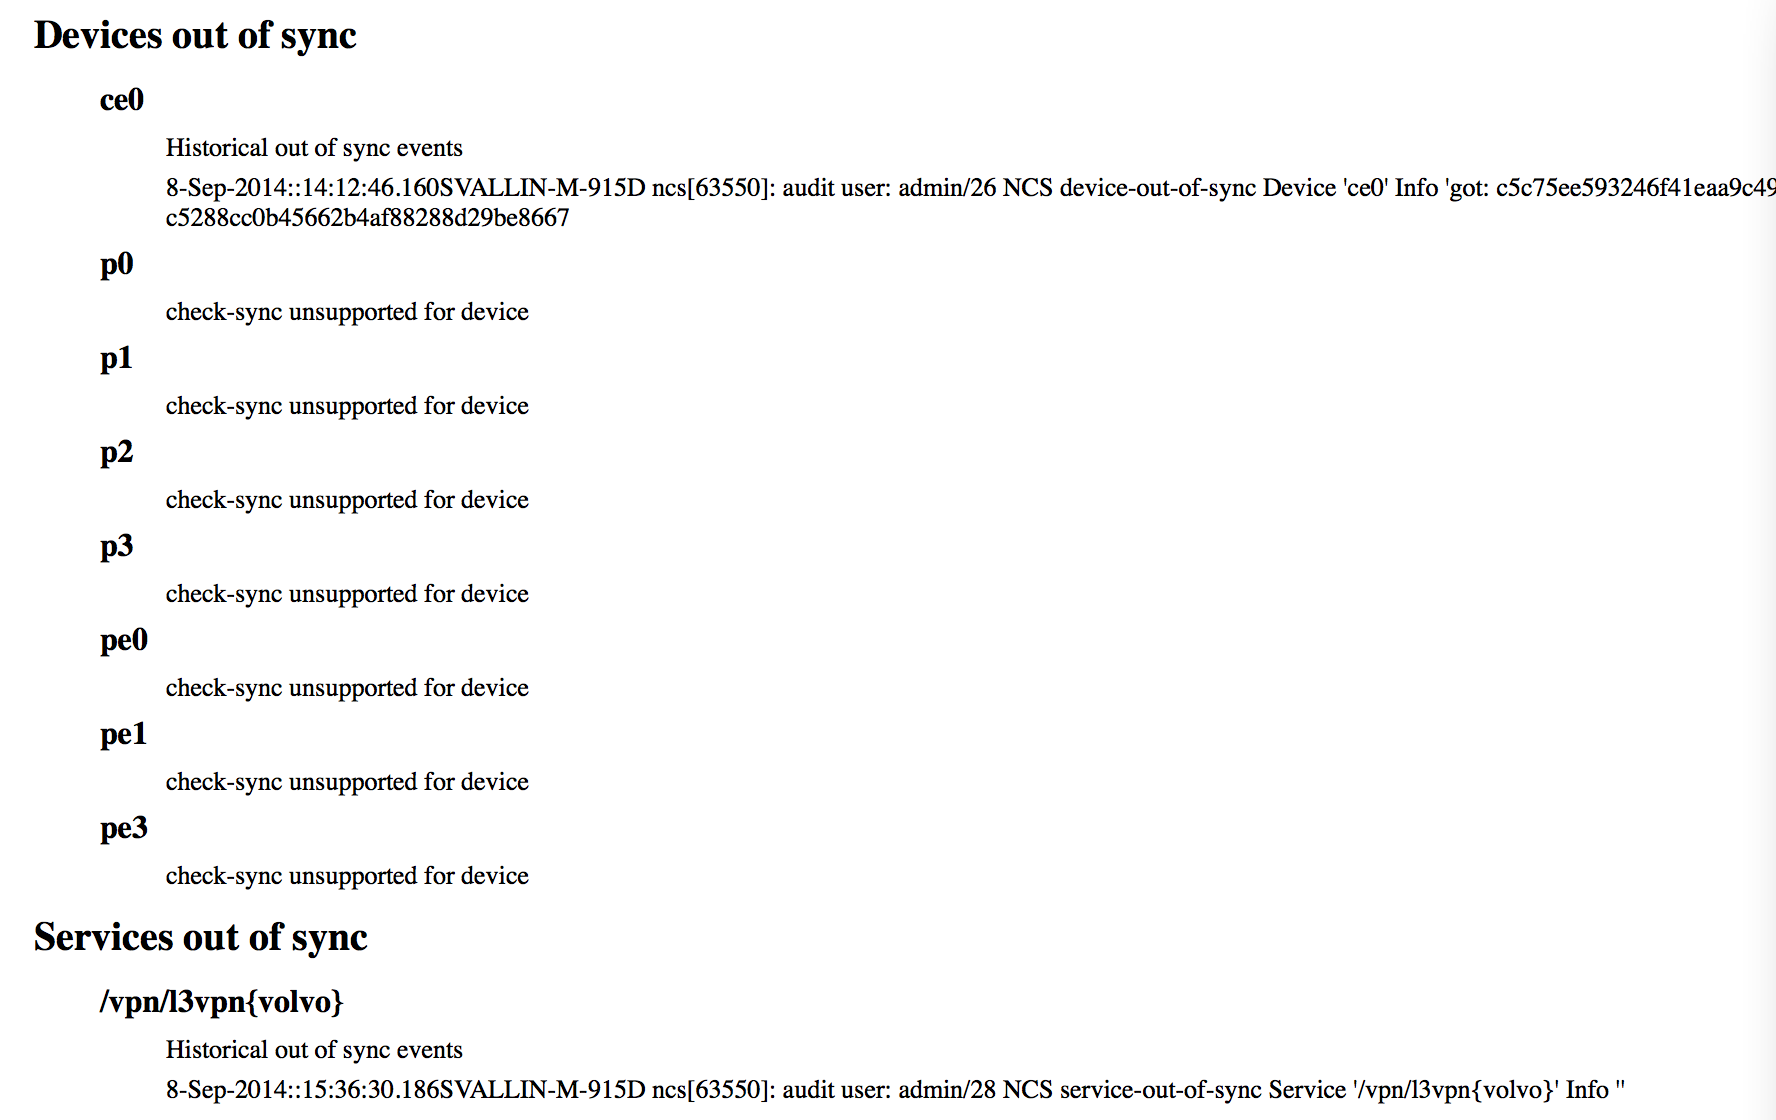 Devices out of sync
ce0
Historical out of sync events
8-Sep-2014::14:12:46.160SVALLIN-M-915D ncs[63550]: audit user: admin/26 NCS device-out-of-sync Device 'ce0' Info 'got: c5c75ee593246f41eaa9c49
c5288cc0b45662b4af88288d29be8667
p0
check-sync unsupported for device
p1
check-sync unsupported for device
p2
check-sync unsupported for device
p3
check-sync unsupported for device
pe0
check-sync unsupported for device
pe1
check-sync unsupported for device
pe3
check-sync unsupported for device
Services out of sync
/vpn/l3vpn{volvo}
Historical out of sync events
8-Sep-2014::15:36:30.186SVALLIN-M-915D ncs[63550]: audit user: admin/28 NCS service-out-of-sync Service '/vpn/l3vpn{volvo}' Info ''